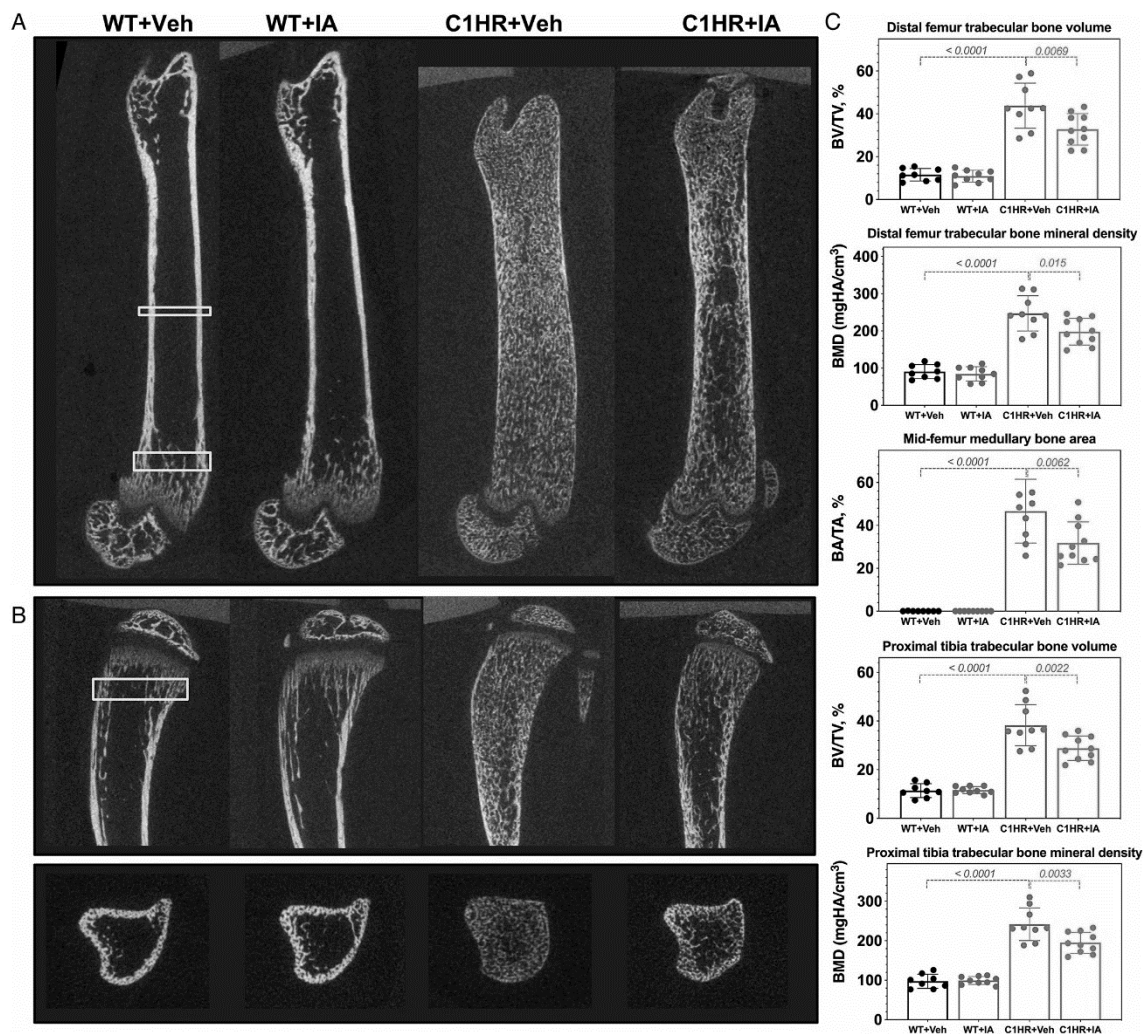 A
WT+Veh WT+IA C1HR+Veh C1HR+IA
B
C
Distal femur trabecular bone volume
< 0.0001 0.0069
BV/TV, %
60
40
20
0
WT+Veh WT+IA C1HR+Veh C1HR+IA
Distal femur trabecular bone mineral density
< 0.0001 0.015
BMD (mgHA/cm³)
400
300
200
100
0
WT+Veh WT+IA C1HR+Veh C1HR+IA
Mid-femur medullary bone area
< 0.0001 0.0062
BA/TA, %
60
40
20
0
WT+Veh WT+IA C1HR+Veh C1HR+IA
Proximal tibia trabecular bone volume
< 0.0001 0.0022
BV/TV, %
60
40
20
0
WT+Veh WT+IA C1HR+Veh C1HR+IA
Proximal tibia trabecular bone mineral density
< 0.0001 0.0033
BMD (mgHA/cm³)
300
200
100
0
WT+Veh WT+IA C1HR+Veh C1HR+IA